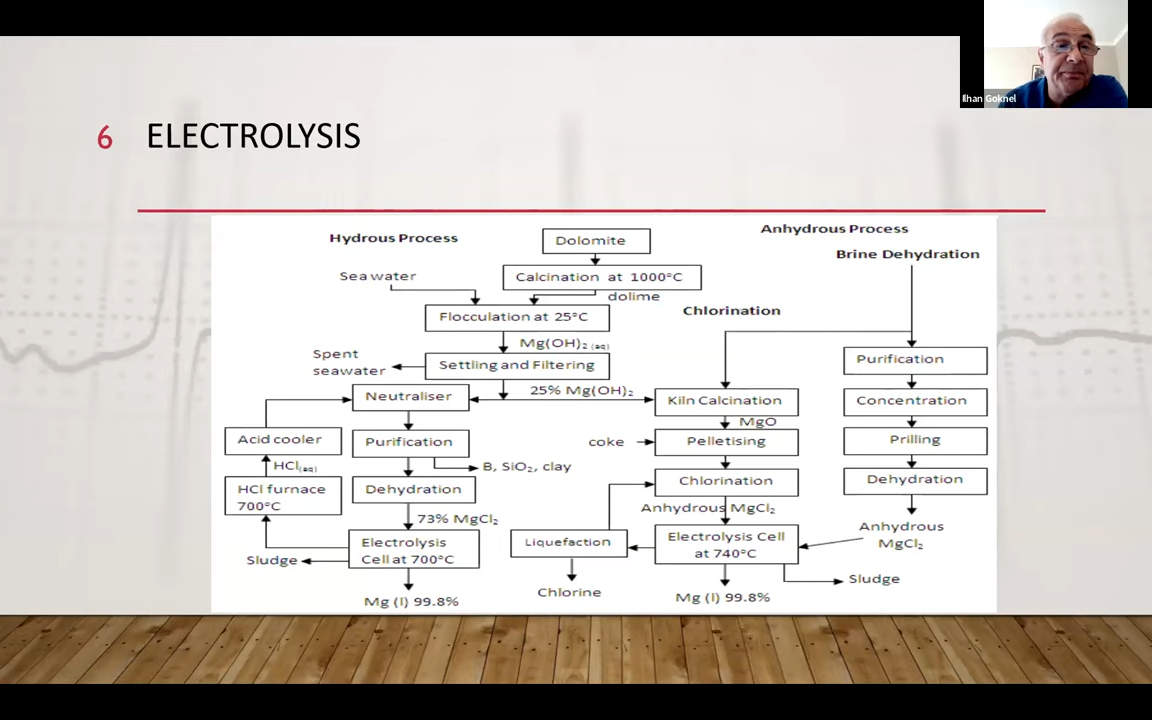 Ilhan Goknel
6 ELECTROLYSIS
Hydrous Process
Anhydrous Process
Dolomite
Brine Dehydration
Sea water
Calcination at 1000°C
dolime
Flocculation at 25°C
Chlorination
Mg(OH)₂ (aq)
Spent
seawater
Settling and Filtering
Purification
25% Mg(OH)₂
Neutraliser
Kiln Calcination
Concentration
MgO
Acid cooler
Purification
coke
Pelletising
Prilling
HCl(aq)
B, SiO₂, clay
HCl furnace
700°C
Dehydration
Chlorination
Dehydration
73% MgCl₂
Anhydrous MgCl₂
Anhydrous
MgCl₂
Electrolysis
Cell at 700°C
Liquefaction
Electrolysis Cell
at 740°C
Sludge
Sludge
Chlorine
Mg (l) 99.8%
Mg (l) 99.8%